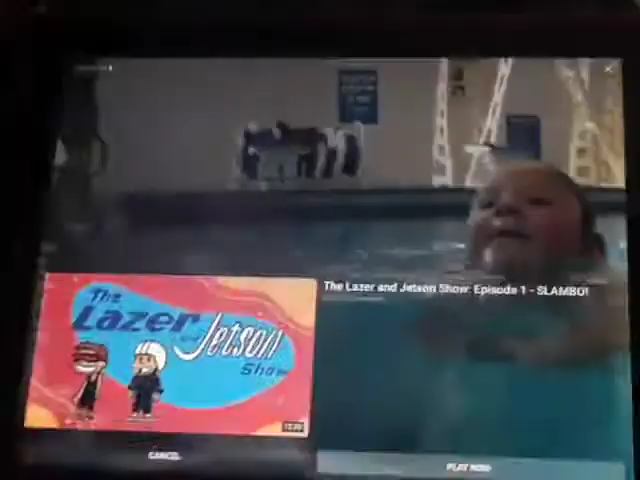 The Lazer and Jetson Show: Episode 1 - SLAMBO!
The
Lazer and
Jetson
Show
CANCEL
PLAY NOW